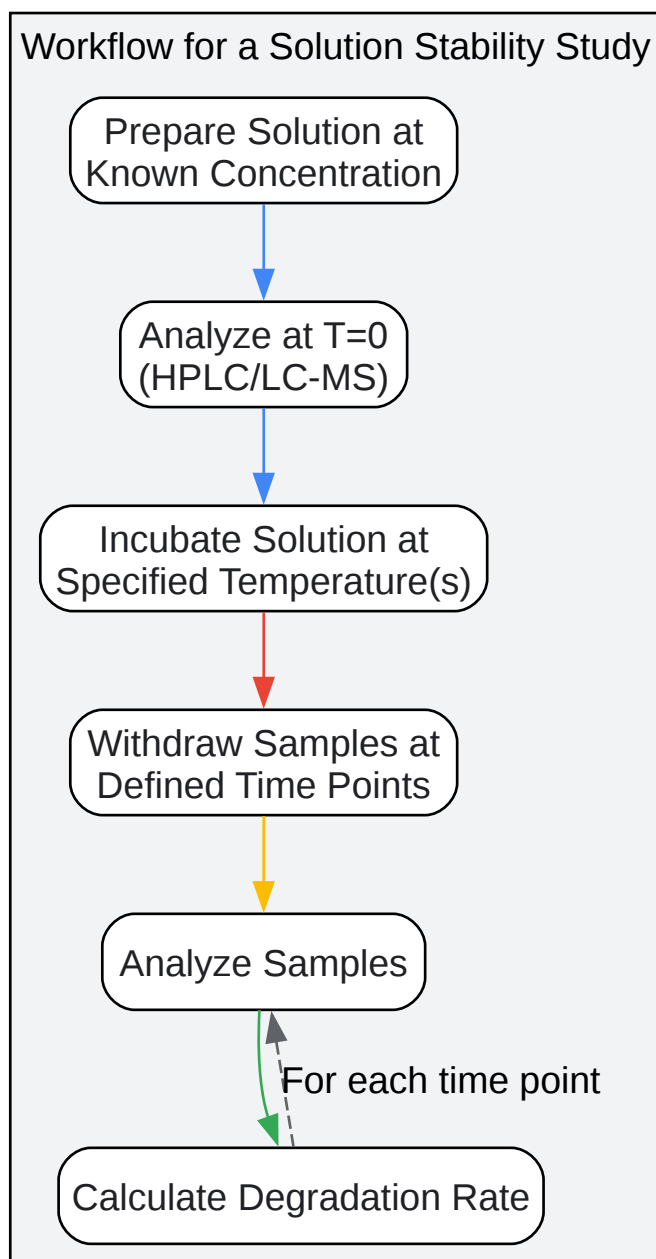 Workflow for a Solution Stability Study
Prepare Solution at
Known Concentration
Analyze at T=0
(HPLC/LC-MS)
Incubate Solution at
Specified Temperature(s)
Withdraw Samples at
Defined Time Points
Analyze Samples
For each time point
Calculate Degradation Rate